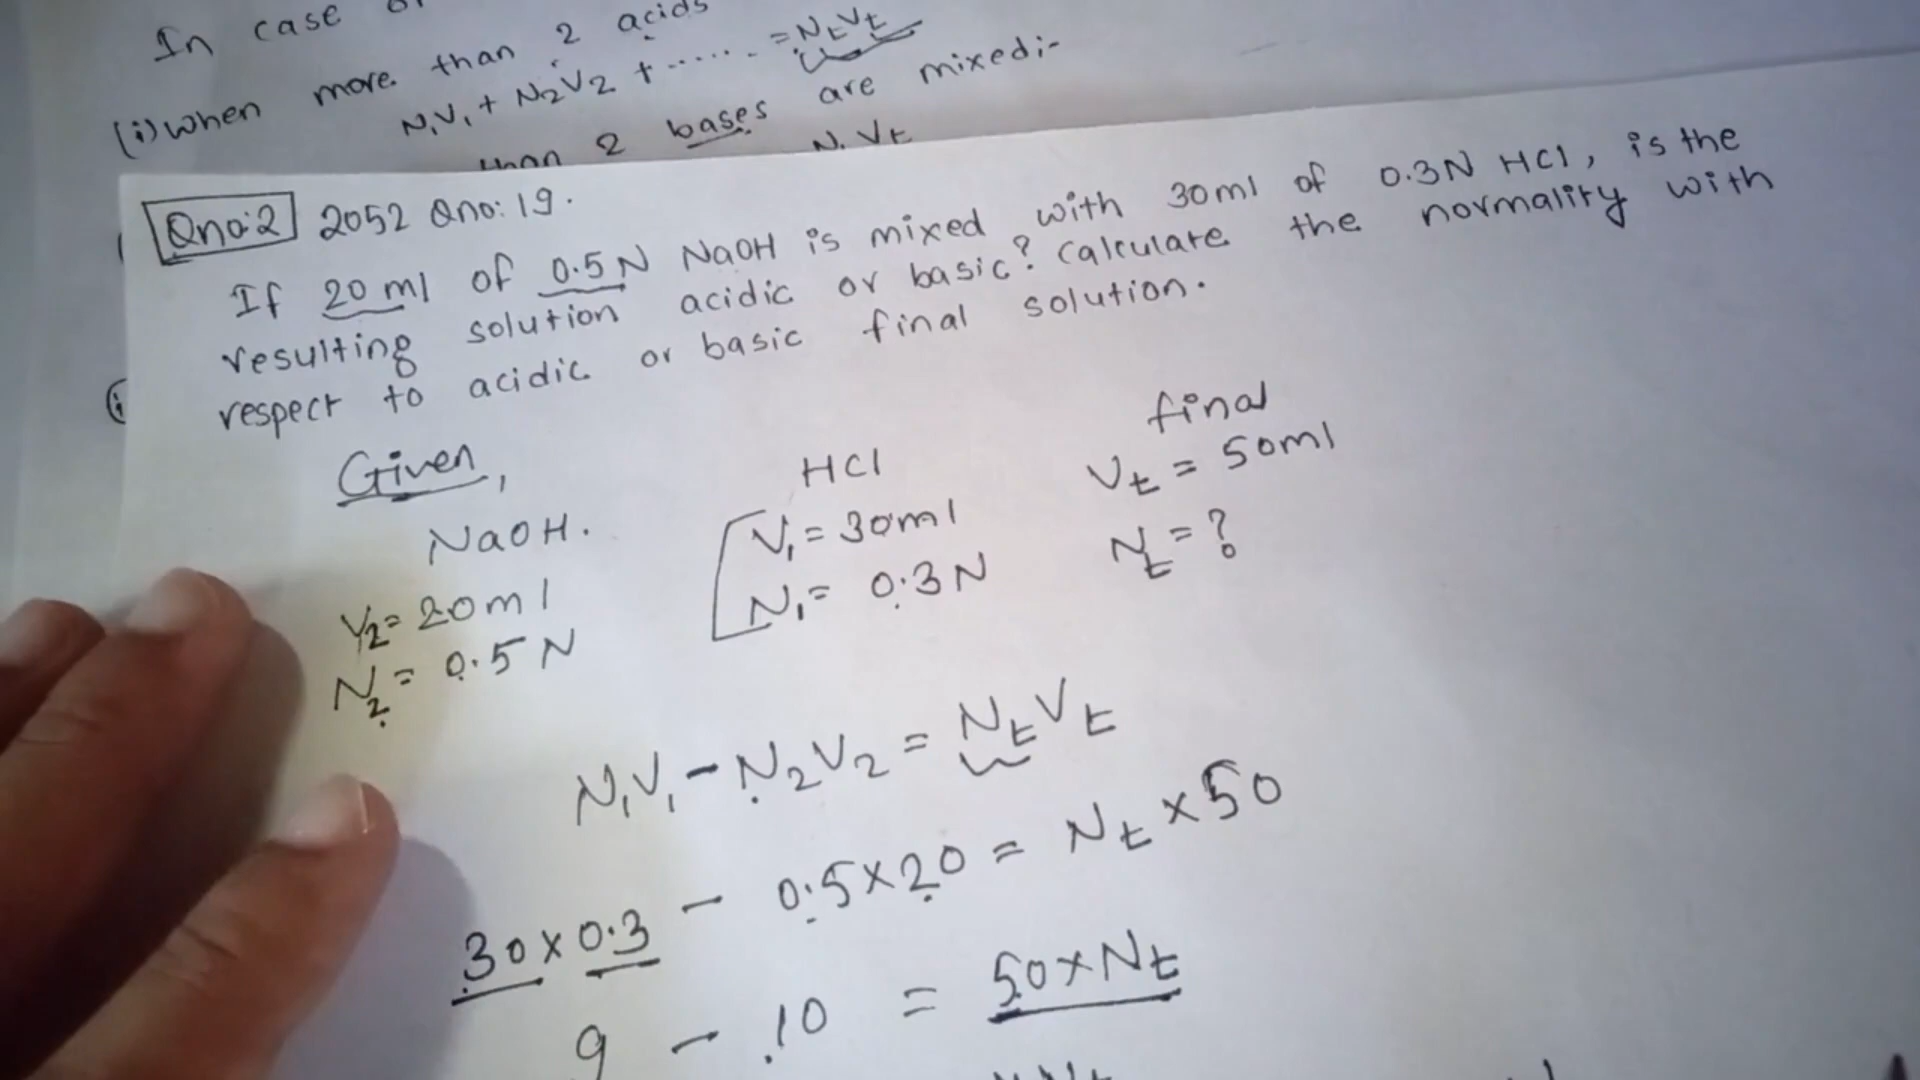 In case
(i) when more than 2 acids
N₁V₁ + N₂V₂ + ...... = NtVt
than 2 bases are mixed:-
Qno:2 2052 Qno: 19.
If 20 ml of 0.5N NaOH is mixed with 30ml of 0.3N HCl, is the
resulting solution acidic or basic? Calculate the normality with
respect to acidic or basic final solution.
Given,
NaOH.
V₂ = 20ml
N₂ = 0.5 N
HCl
V₁ = 30ml
N₁ = 0.3 N
final
Vt = 50ml
Nt = ?
N₁V₁ - N₂V₂ = NtVt
30 x 0.3 - 0.5 x 20 = Nt x 50
9 - 10 = 50 x Nt